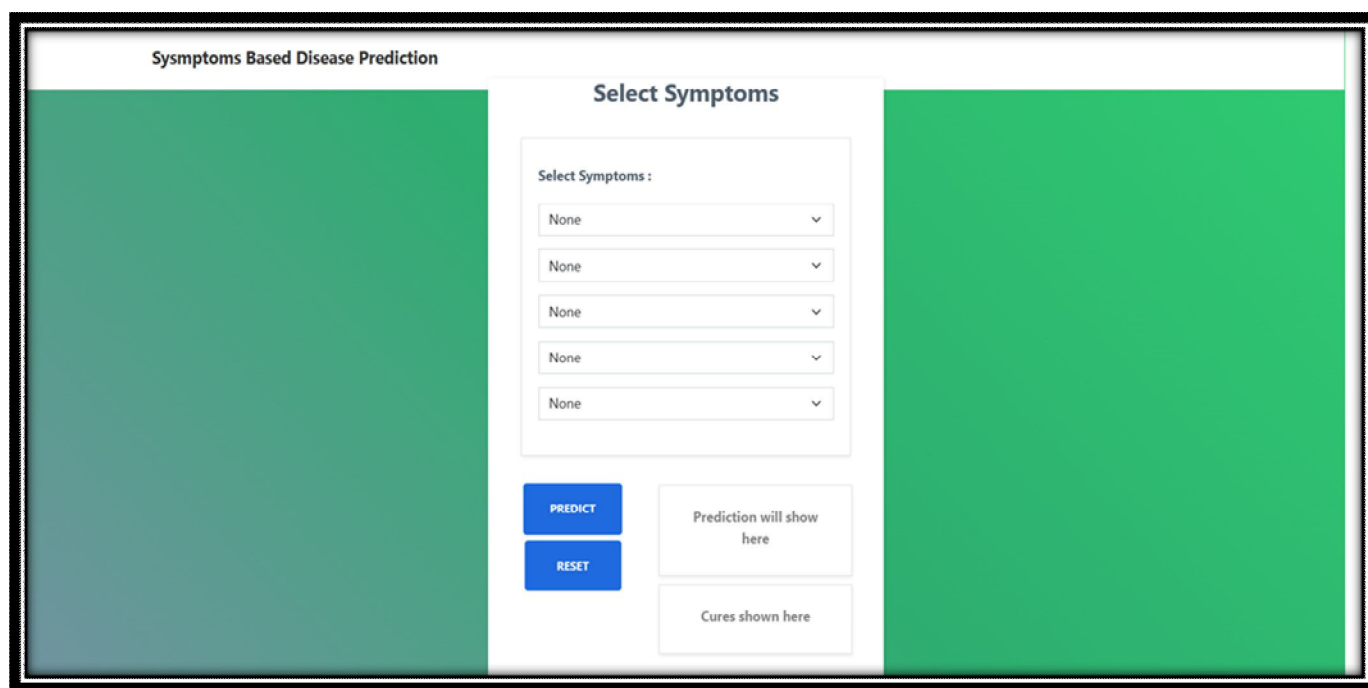 Sysmptoms Based Disease Prediction
Select Symptoms
Select Symptoms :
None
None
None
None
None
PREDICT
RESET
Prediction will show
here
Cures shown here